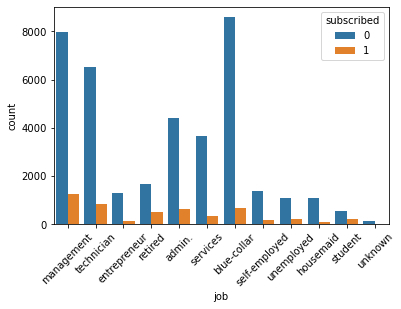 subscribed
0
1
count
8000
6000
4000
2000
0
management
technician
entrepreneur
retired
admin.
services
blue-collar
self-employed
unemployed
housemaid
student
unknown
job